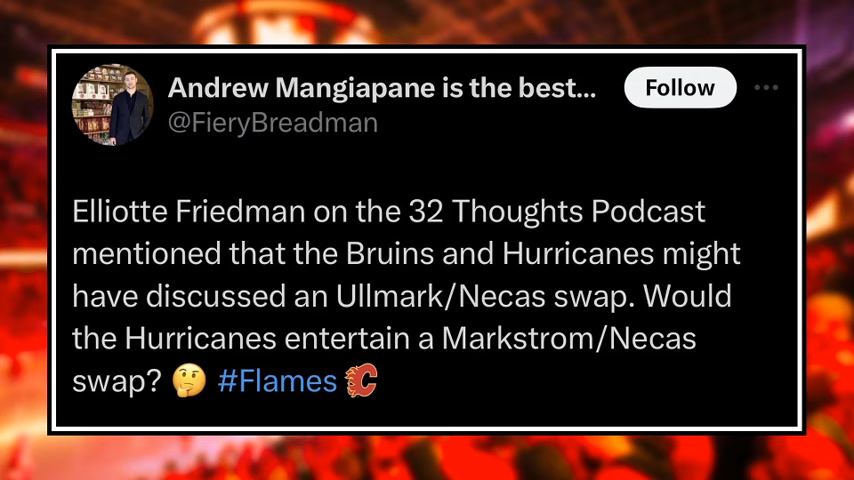 Andrew Mangiapane is the best...
Follow
@FieryBreadman
Elliotte Friedman on the 32 Thoughts Podcast
mentioned that the Bruins and Hurricanes might
have discussed an Ullmark/Necas swap. Would
the Hurricanes entertain a Markstrom/Necas
swap? 🤔 #Flames